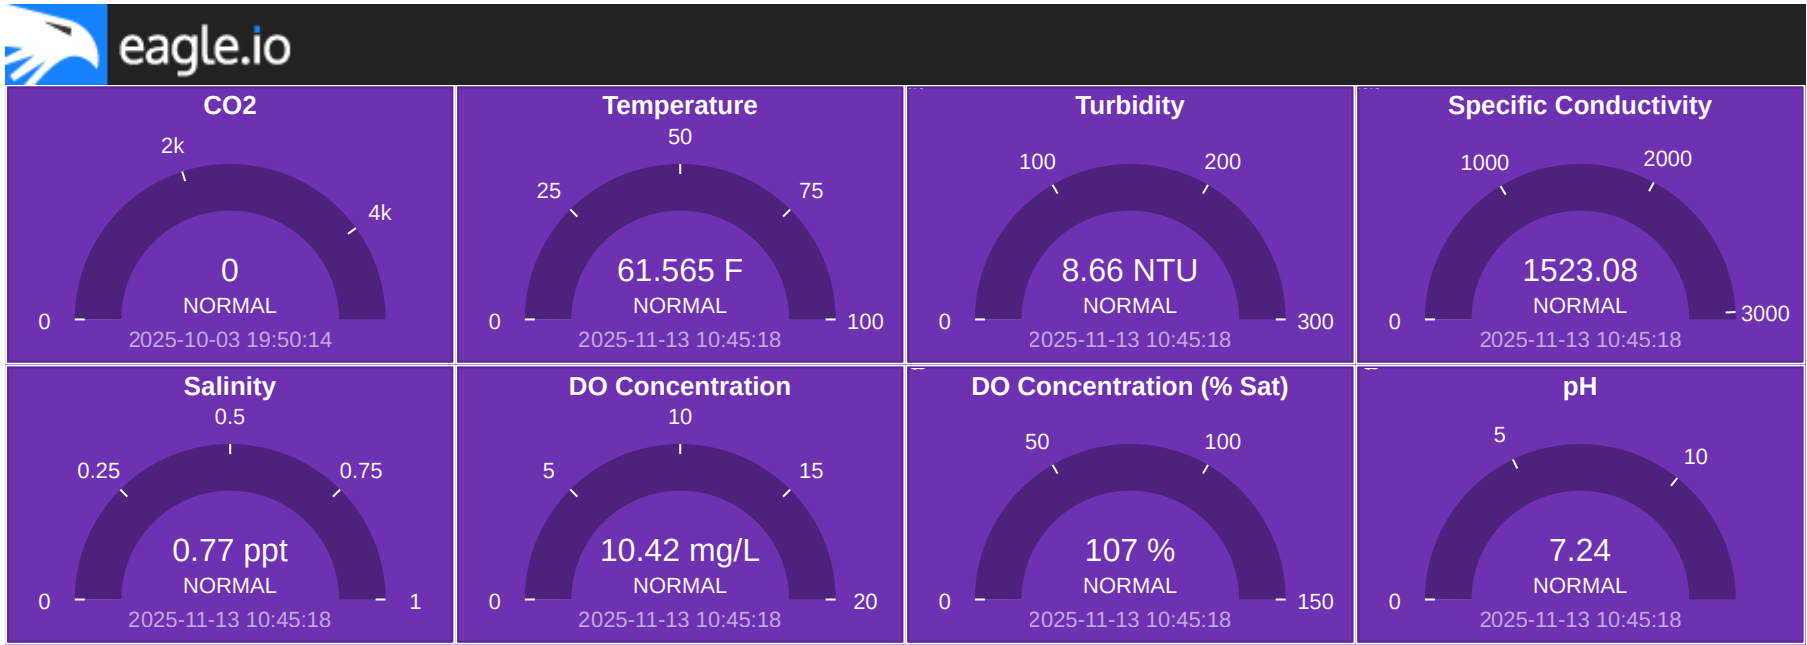 eagle.io
CO2
2k
4k
0
0
NORMAL
2025-10-03 19:50:14
Temperature
50
25
75
61.565 F
NORMAL
0
100
2025-11-13 10:45:18
Turbidity
100
200
8.66 NTU
NORMAL
0
300
2025-11-13 10:45:18
Specific Conductivity
1000
2000
1523.08
NORMAL
0
3000
2025-11-13 10:45:18
Salinity
0.5
0.25
0.75
0.77 ppt
NORMAL
0
1
2025-11-13 10:45:18
DO Concentration
10
5
15
10.42 mg/L
NORMAL
0
20
2025-11-13 10:45:18
DO Concentration (% Sat)
50
100
107 %
NORMAL
0
150
2025-11-13 10:45:18
pH
5
10
7.24
NORMAL
0
2025-11-13 10:45:18